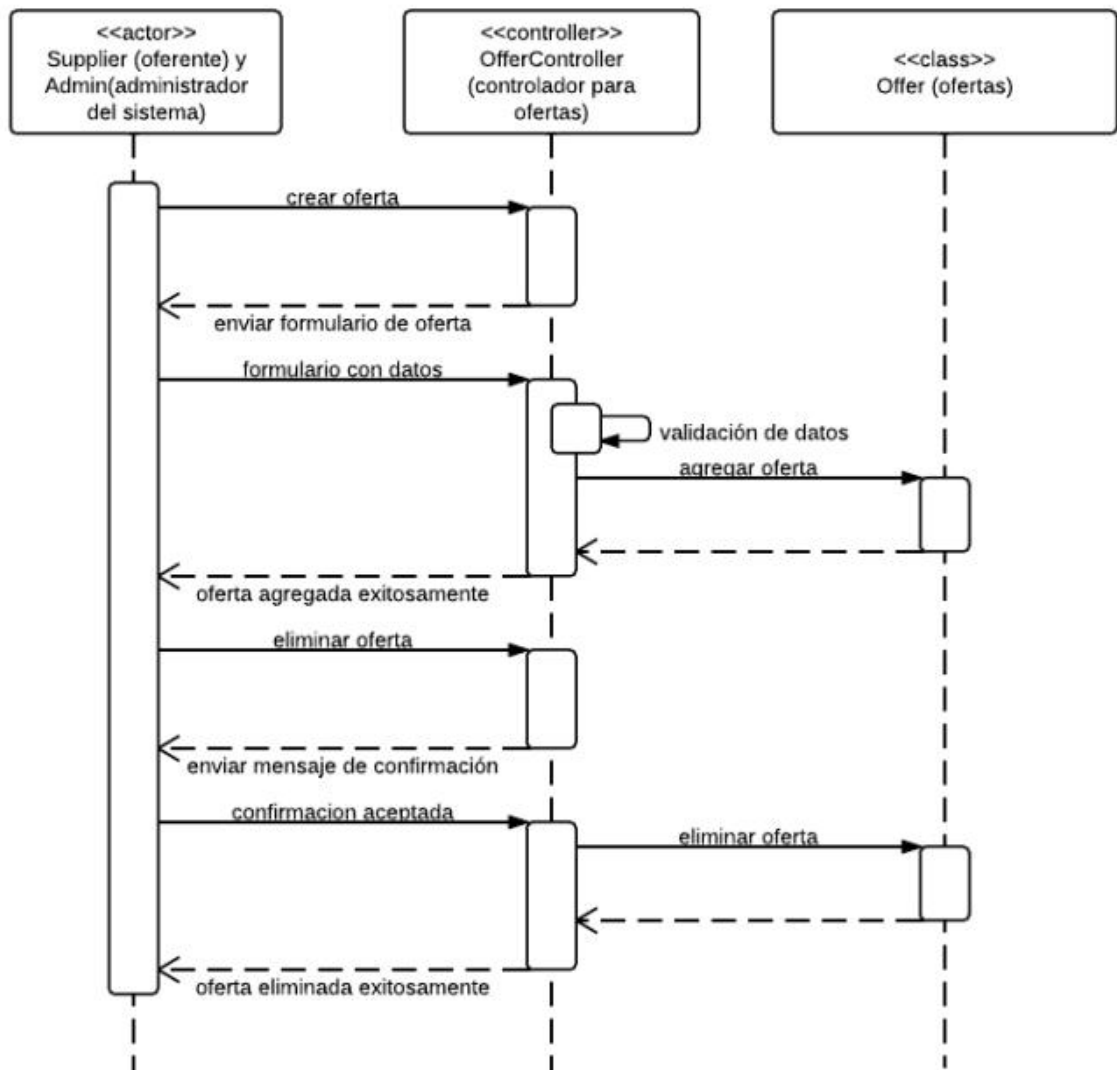 <<actor>>
Supplier (oferente) y
Admin(administrador
del sistema)
<<controller>>
OfferController
(controlador para
ofertas)
<<class>>
Offer (ofertas)
crear oferta
enviar formulario de oferta
formulario con datos
validación de datos
agregar oferta
oferta agregada exitosamente
eliminar oferta
enviar mensaje de confirmación
confirmacion aceptada
eliminar oferta
oferta eliminada exitosamente